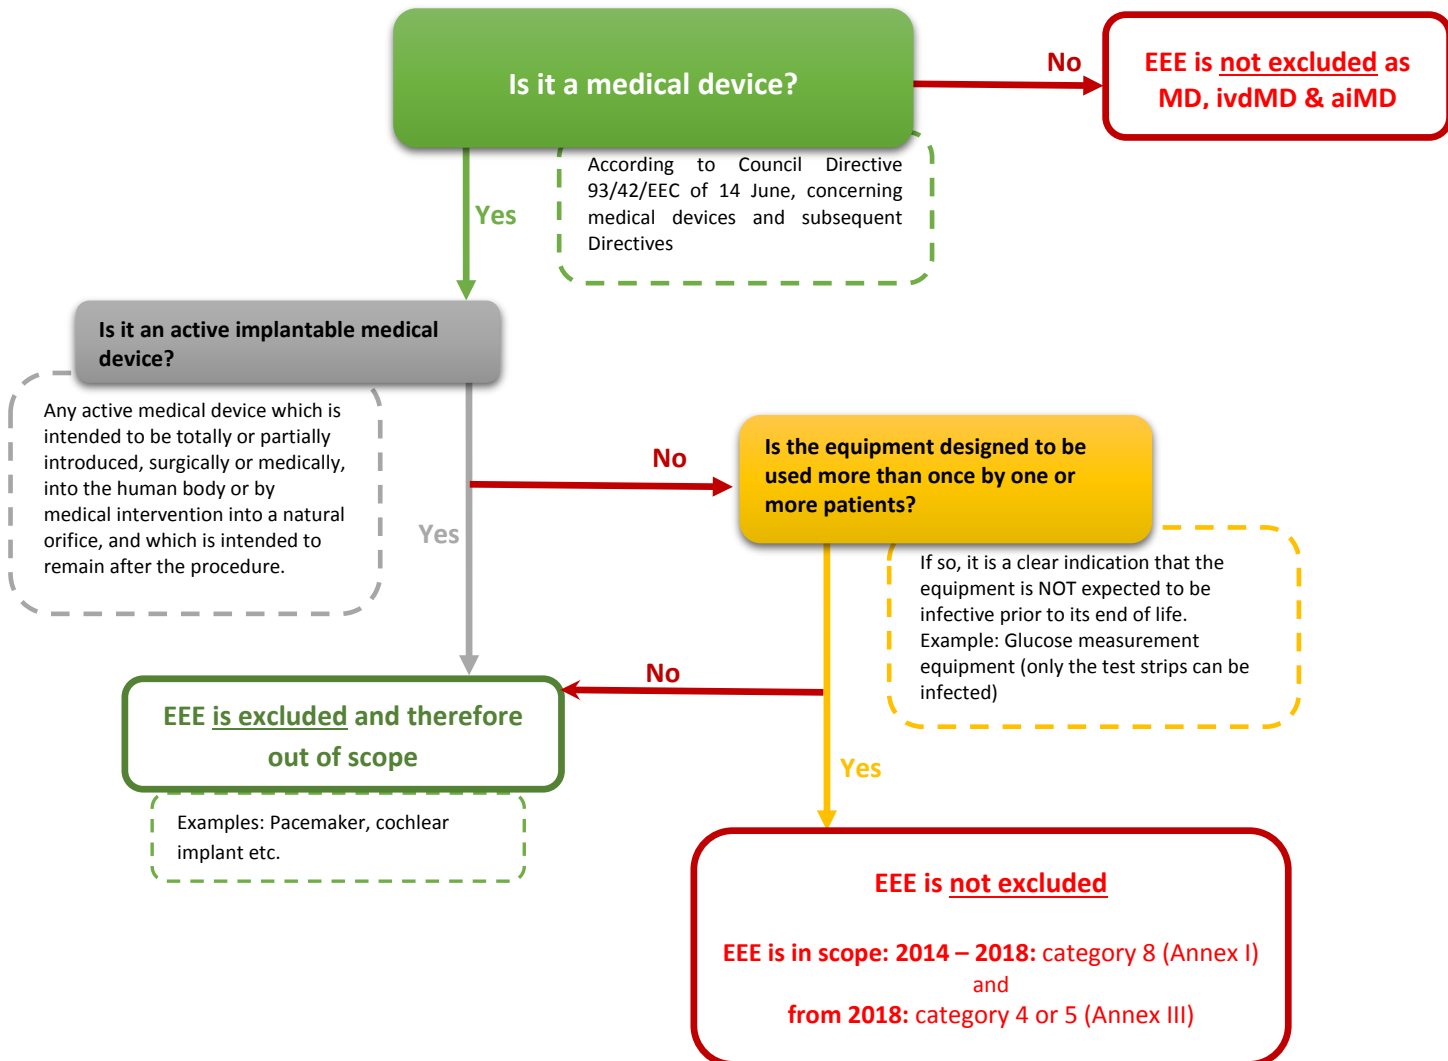 Is it a medical device?
No
EEE is not excluded as
MD, ivdMD & aiMD
According to Council Directive
93/42/EEC of 14 June, concerning
medical devices and subsequent
Directives
Yes
Is it an active implantable medical
device?
Any active medical device which is
intended to be totally or partially
introduced, surgically or medically,
into the human body or by
medical intervention into a natural
orifice, and which is intended to
remain after the procedure.
No
Is the equipment designed to be
used more than once by one or
more patients?
Yes
If so, it is a clear indication that the
equipment is NOT expected to be
infective prior to its end of life.
Example: Glucose measurement
equipment (only the test strips can be
infected)
No
EEE is excluded and therefore
out of scope
Yes
Examples: Pacemaker, cochlear
implant etc.
EEE is not excluded
EEE is in scope: 2014 – 2018: category 8 (Annex I)
and
from 2018: category 4 or 5 (Annex III)